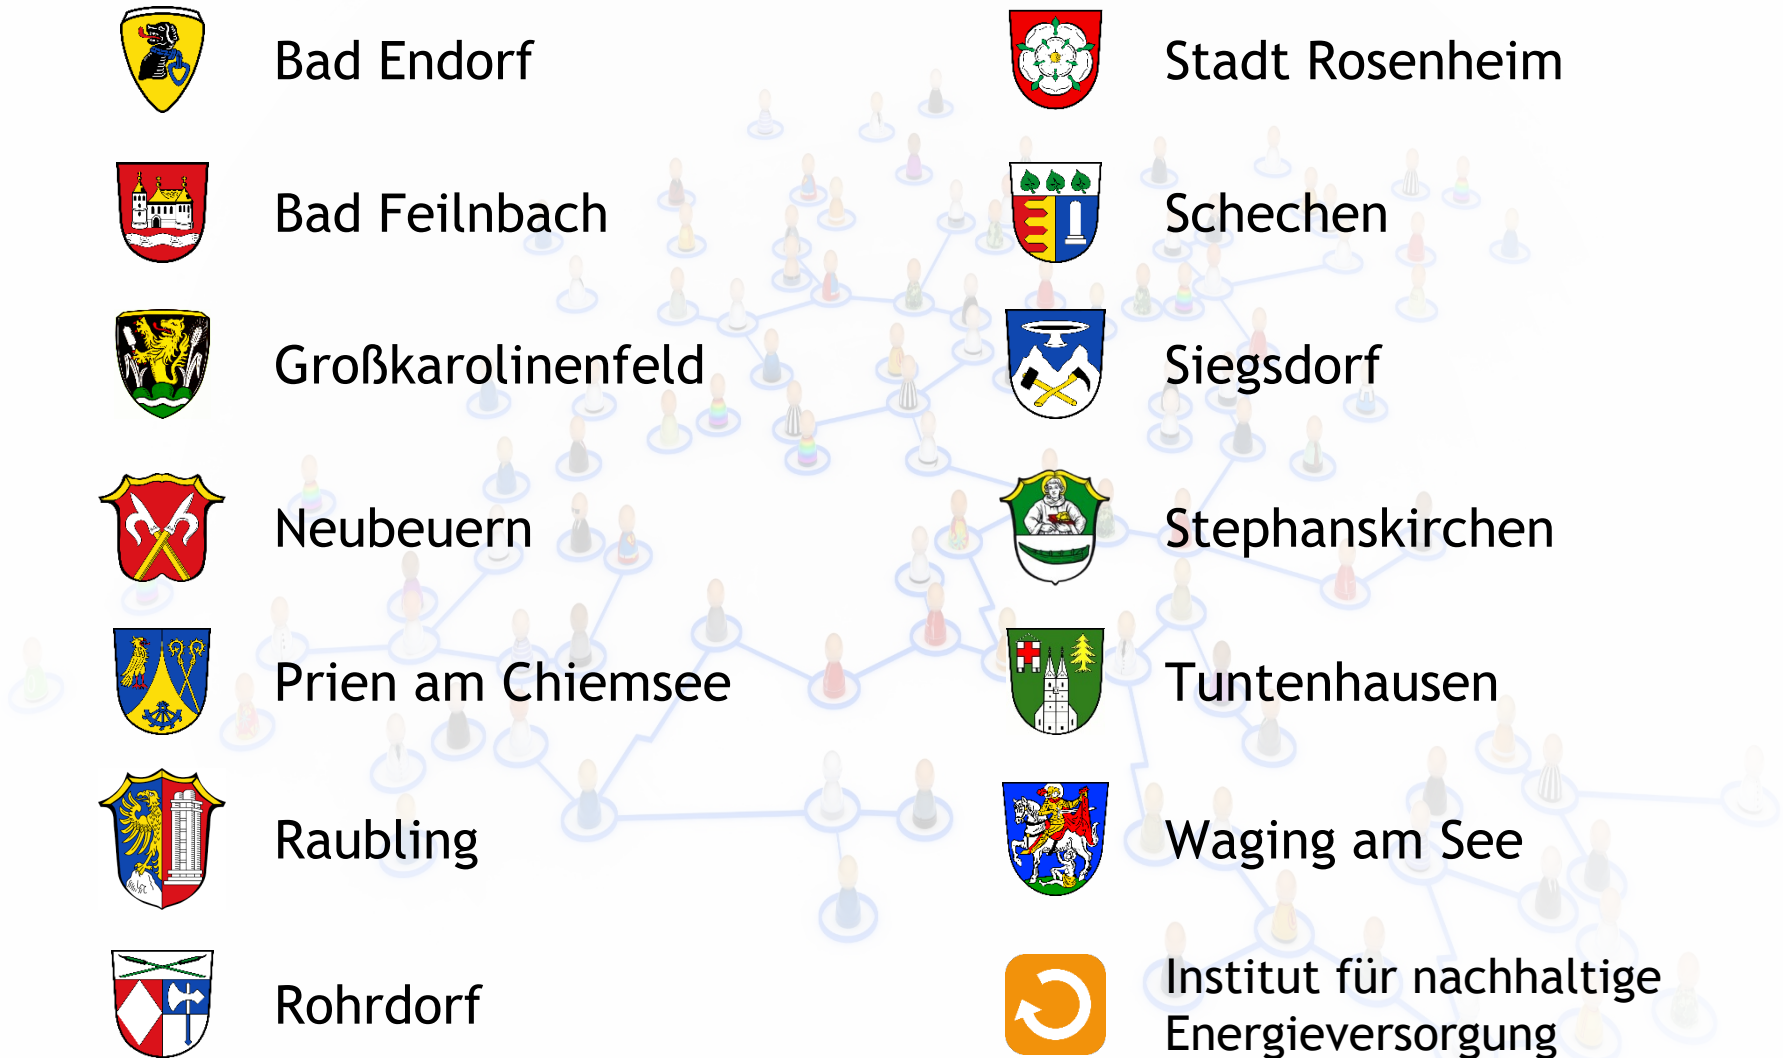 Bad Endorf
Bad Feilnbach
Großkarolinenfeld
Neubeuern
Prien am Chiemsee
Raubling
Rohrdorf
Stadt Rosenheim
Schechen
Siegsdorf
Stephanskirchen
Tuntenhausen
Waging am See
Institut für nachhaltige
Energieversorgung